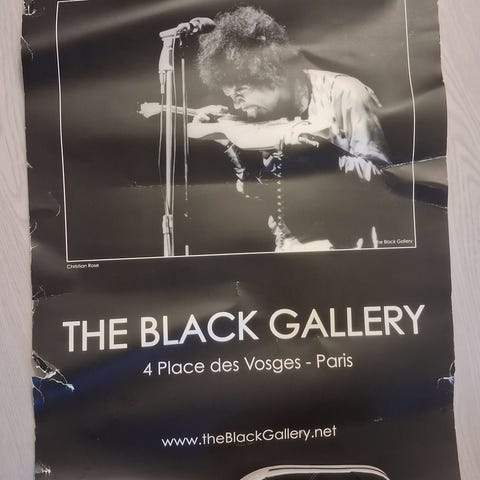 The Black Gallery
Christian Rose
THE BLACK GALLERY
4 Place des Vosges - Paris
www.theBlackGallery.net